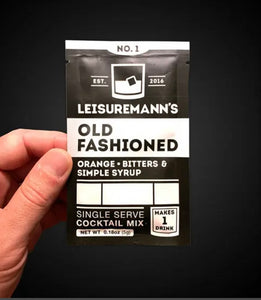 NO. 1
EST. 2016
LEISUREMANN'S
OLD
FASHIONED
ORANGE • BITTERS &
SIMPLE SYRUP
SINGLE SERVE
COCKTAIL MIX
NET WT 0.18oz (5g)
MAKES
1
DRINK